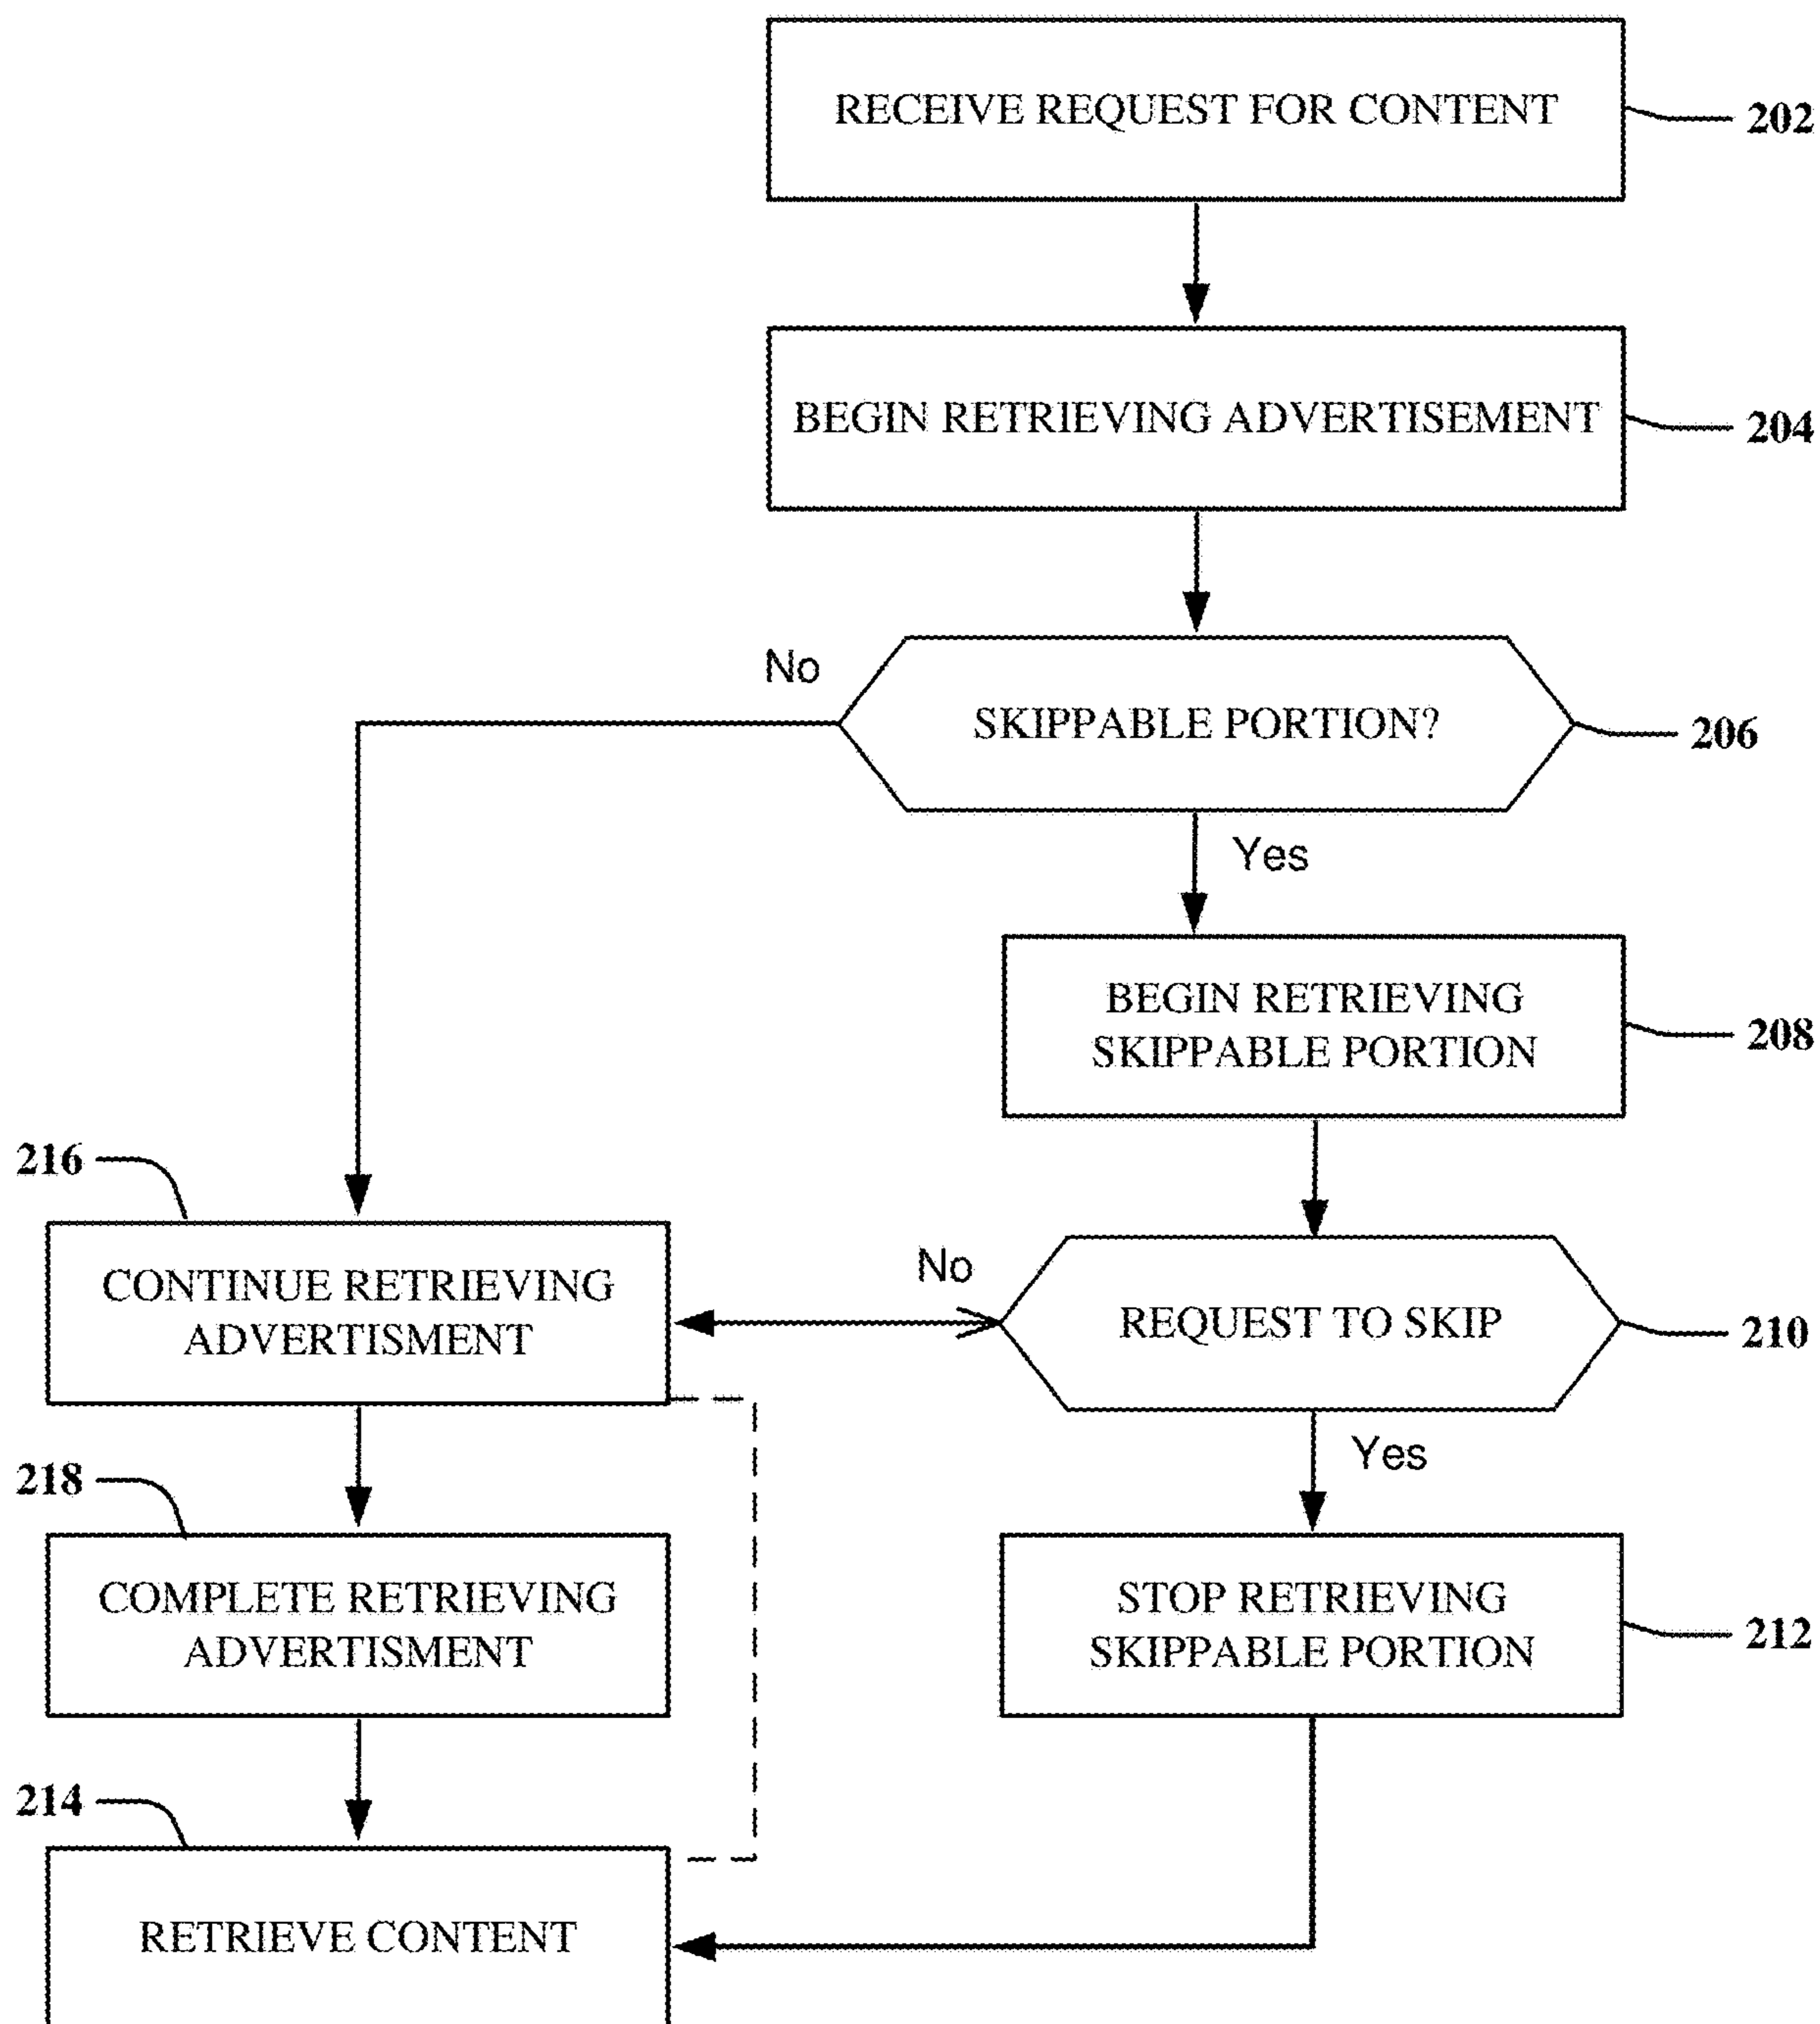 RECEIVE REQUEST FOR CONTENT
202
BEGIN RETRIEVING ADVERTISEMENT
204
No
SKIPPABLE PORTION?
206
Yes
BEGIN RETRIEVING
SKIPPABLE PORTION
208
216
CONTINUE RETRIEVING
ADVERTISMENT
No
REQUEST TO SKIP
210
Yes
218
COMPLETE RETRIEVING
ADVERTISMENT
STOP RETRIEVING
SKIPPABLE PORTION
212
214
RETRIEVE CONTENT